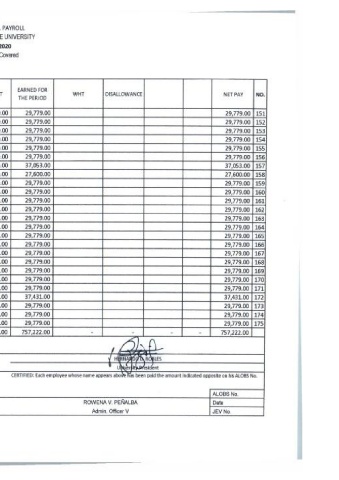 PAYROLL
E UNIVERSITY
2020
Covered
T EARNED FOR THE PERIOD WHT DISALLOWANCE NET PAY NO.
.00 29,779.00 29,779.00 151
.00 29,779.00 29,779.00 152
.00 29,779.00 29,779.00 153
.00 29,779.00 29,779.00 154
.00 29,779.00 29,779.00 155
.00 29,779.00 29,779.00 156
.00 37,053.00 37,053.00 157
.00 27,600.00 27,600.00 158
.00 29,779.00 29,779.00 159
.00 29,779.00 29,779.00 160
.00 29,779.00 29,779.00 161
.00 29,779.00 29,779.00 162
.00 29,779.00 29,779.00 163
.00 29,779.00 29,779.00 164
.00 29,779.00 29,779.00 165
.00 29,779.00 29,779.00 166
.00 29,779.00 29,779.00 167
.00 29,779.00 29,779.00 168
.00 29,779.00 29,779.00 169
.00 29,779.00 29,779.00 170
.00 29,779.00 29,779.00 171
.00 37,431.00 37,431.00 172
.00 29,779.00 29,779.00 173
.00 29,779.00 29,779.00 174
.00 29,779.00 29,779.00 175
.00 757,222.00 - - - - 757,222.00
ROBLES
University President
CERTIFIED: Each employee whose name appears above has been paid the amount indicated opposite on his ALOBS No.
ALOBS No.
ROWENA V. PEÑALBA Date
Admin. Officer V JEV No.